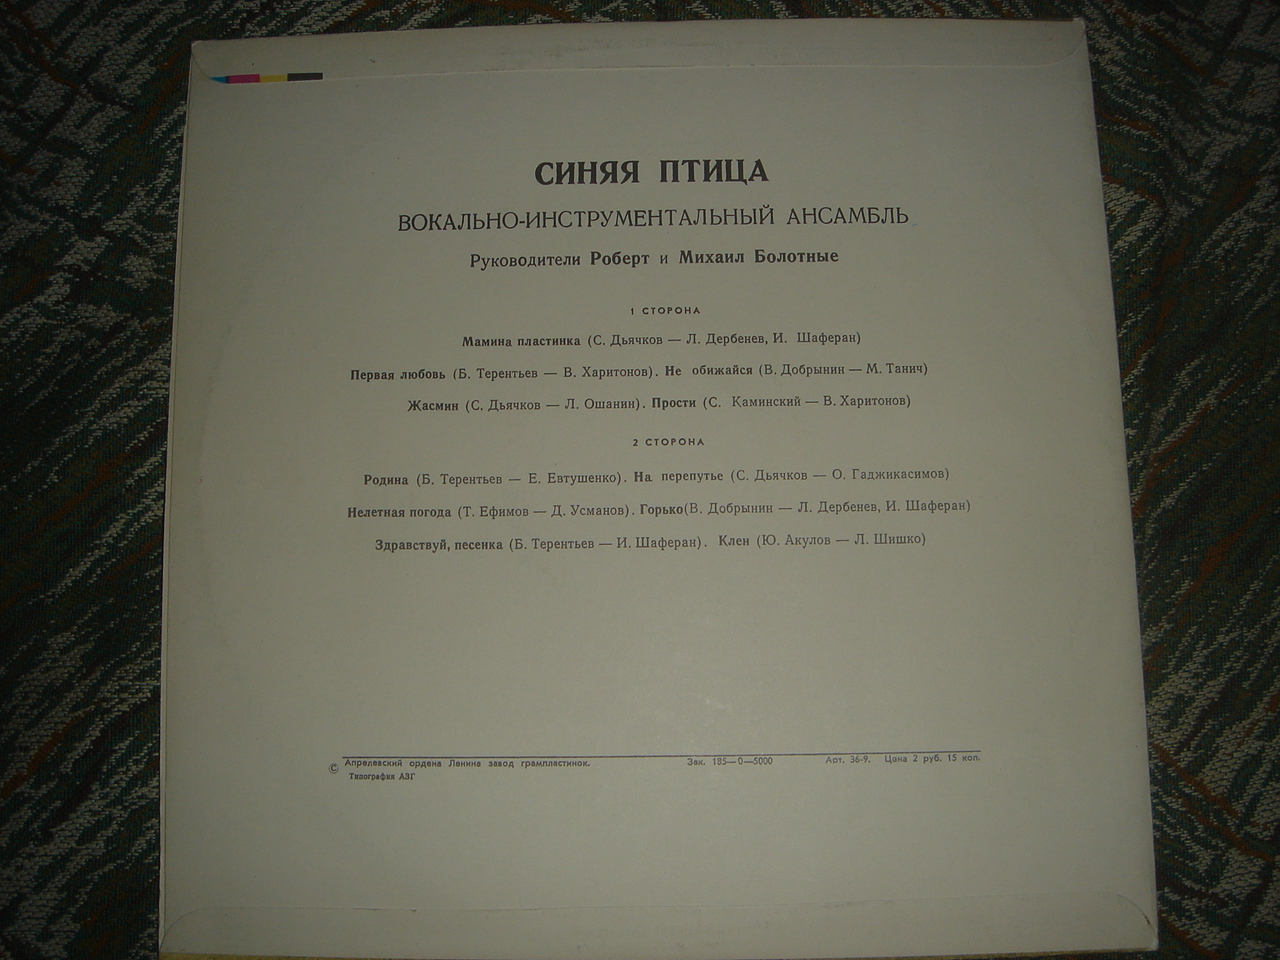 СИНЯЯ ПТИЦА
ВОКАЛЬНО-ИНСТРУМЕНТАЛЬНЫЙ АНСАМБЛЬ
Руководители Роберт и Михаил Болотные
1 СТОРОНА
Мамина пластинка (С. Дьячков — Л. Дербенев, И. Шаферан)
Первая любовь (Б. Терентьев — В. Харитонов). Не обижайся (В. Добрынин — М. Танич)
Жасмин (С. Дьячков — Л. Ошанин). Прости (С. Каминский — В. Харитонов)
2 СТОРОНА
Родина (Б. Терентьев — Е. Евтушенко). На перепутье (С. Дьячков — О. Гаджикасимов)
Нелетная погода (Т. Ефимов — Д. Усманов). Горько(В. Добрынин — Л. Дербенев, И. Шаферан)
Здравствуй, песенка (Б. Терентьев — И. Шаферан). Клен (Ю. Акулов — Л. Шишко)
© Апрелевский ордена Ленина завод грампластинок. Зак. 185—0—5000 Арт. 36-9. Цена 2 руб. 15 коп.
Типография АЗГ